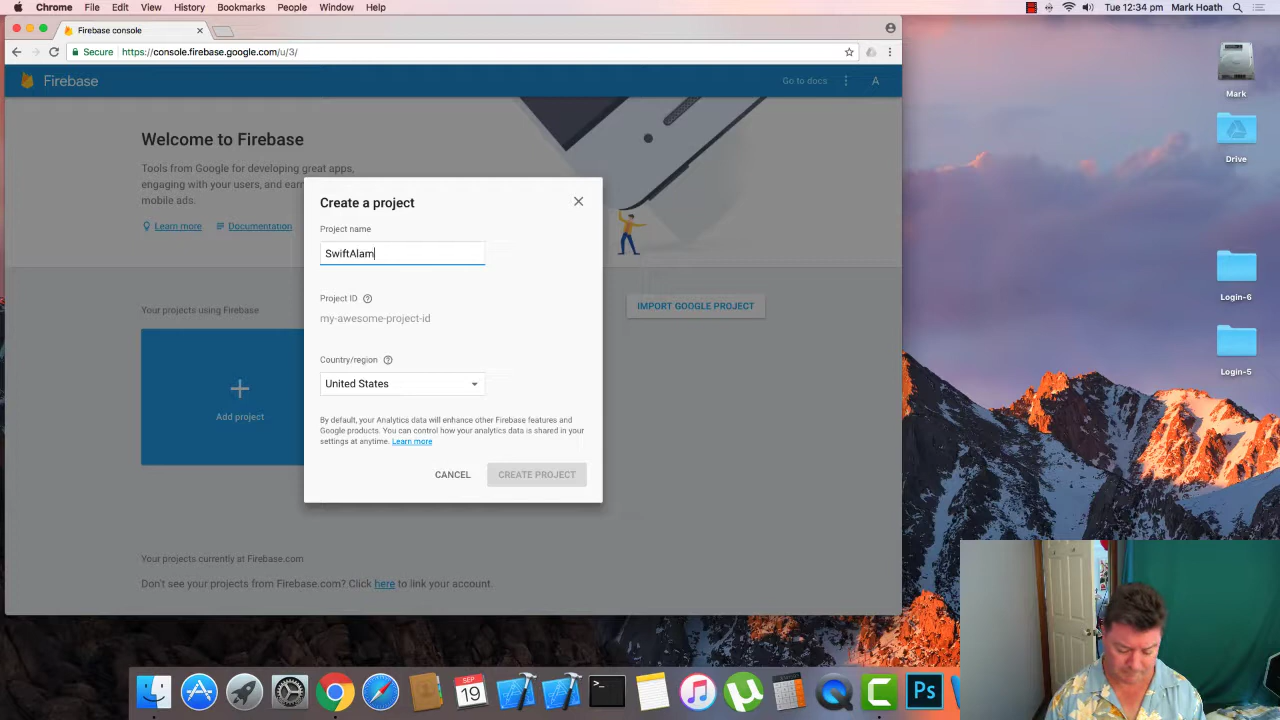 Chrome File Edit View History Bookmarks People Window Help
Tue 12:34 pm Mark Hoath
Firebase console
Secure https://console.firebase.google.com/u/3/
Firebase
Go to docs
A
Welcome to Firebase
Tools from Google for developing great apps,
engaging with your users, and earn
mobile ads.
Learn more Documentation
Create a project
Project name
SwiftAlam
Project ID
my-awesome-project-id
Country/region
United States
By default, your Analytics data will enhance other Firebase features and
Google products. You can control how your analytics data is shared in your
settings at anytime. Learn more
CANCEL CREATE PROJECT
Your projects using Firebase
Add project
IMPORT GOOGLE PROJECT
Your projects currently at Firebase.com
Don't see your projects from Firebase.com? Click here to link your account.
Mark
Drive
Login-6
Login-5
SEP
19
>_
Ps